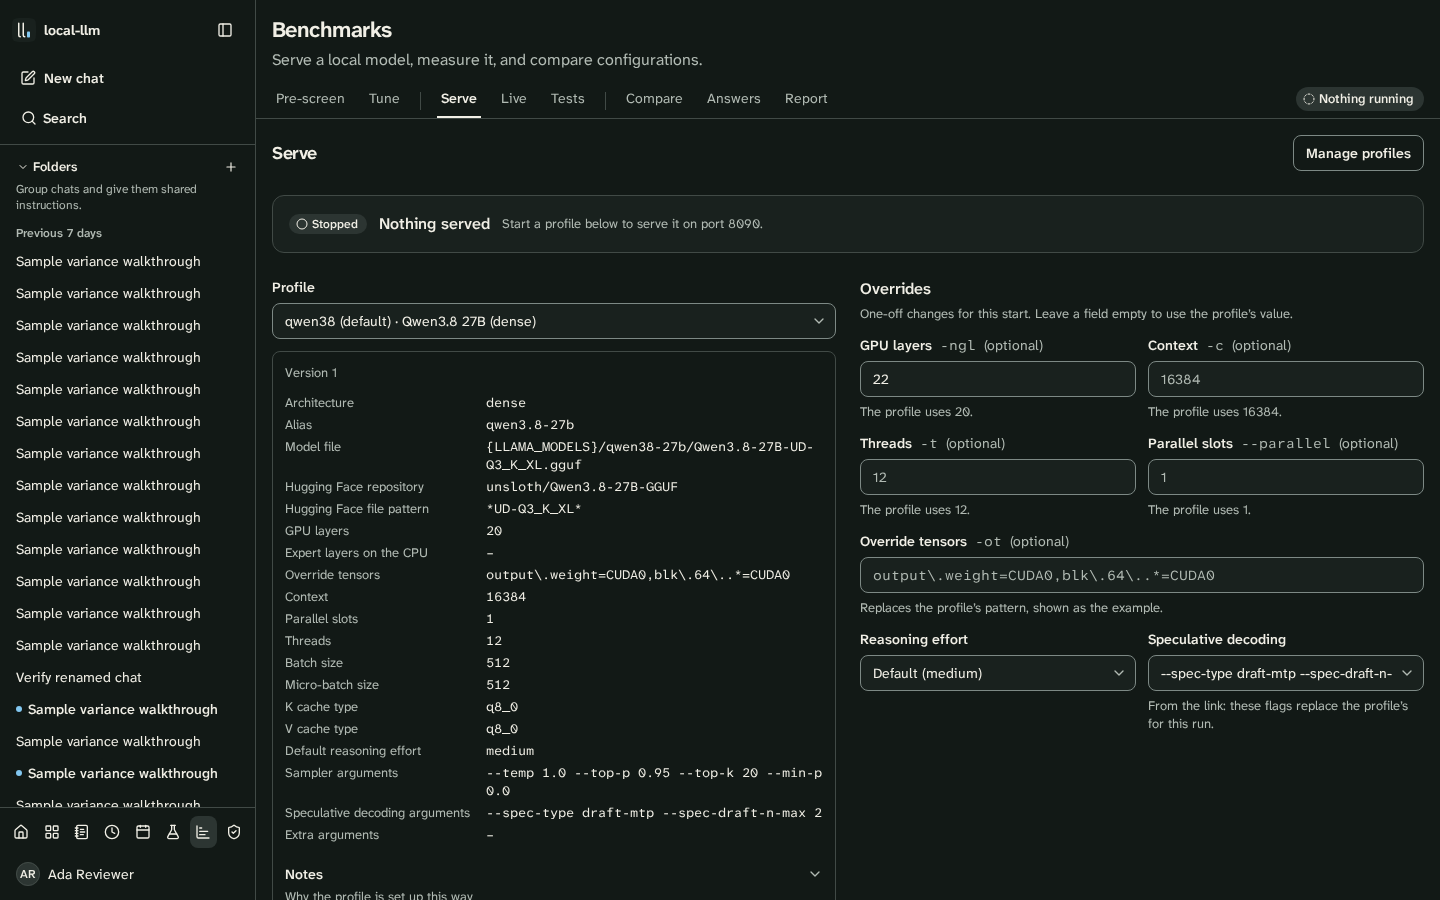 local-llm
New chat
Search
Folders
Group chats and give them shared
instructions.
Previous 7 days
Sample variance walkthrough
Sample variance walkthrough
Sample variance walkthrough
Sample variance walkthrough
Sample variance walkthrough
Sample variance walkthrough
Sample variance walkthrough
Sample variance walkthrough
Sample variance walkthrough
Sample variance walkthrough
Sample variance walkthrough
Sample variance walkthrough
Sample variance walkthrough
Verify renamed chat
Sample variance walkthrough
Sample variance walkthrough
Sample variance walkthrough
Sample variance walkthrough
AR Ada Reviewer
Benchmarks
Serve a local model, measure it, and compare configurations.
Pre-screen Tune Serve Live Tests Compare Answers Report
Nothing running
Serve
Manage profiles
Stopped Nothing served Start a profile below to serve it on port 8090.
Profile
qwen38 (default) · Qwen3.8 27B (dense)
Version 1
Architecture dense
Alias qwen3.8-27b
Model file {LLAMA_MODELS}/qwen38-27b/Qwen3.8-27B-UD-
Q3_K_XL.gguf
Hugging Face repository unsloth/Qwen3.8-27B-GGUF
Hugging Face file pattern *UD-Q3_K_XL*
GPU layers 20
Expert layers on the CPU –
Override tensors output\.weight=CUDA0,blk\.64\..*=CUDA0
Context 16384
Parallel slots 1
Threads 12
Batch size 512
Micro-batch size 512
K cache type q8_0
V cache type q8_0
Default reasoning effort medium
Sampler arguments --temp 1.0 --top-p 0.95 --top-k 20 --min-p
0.0
Speculative decoding arguments --spec-type draft-mtp --spec-draft-n-max 2
Extra arguments –
Notes
Why the profile is set up this way
Overrides
One-off changes for this start. Leave a field empty to use the profile's value.
GPU layers -ngl (optional)
22
The profile uses 20.
Context -c (optional)
16384
The profile uses 16384.
Threads -t (optional)
12
The profile uses 12.
Parallel slots --parallel (optional)
1
The profile uses 1.
Override tensors -ot (optional)
output\.weight=CUDA0,blk\.64\..*=CUDA0
Replaces the profile's pattern, shown as the example.
Reasoning effort
Default (medium)
Speculative decoding
--spec-type draft-mtp --spec-draft-n-
From the link: these flags replace the profile's
for this run.